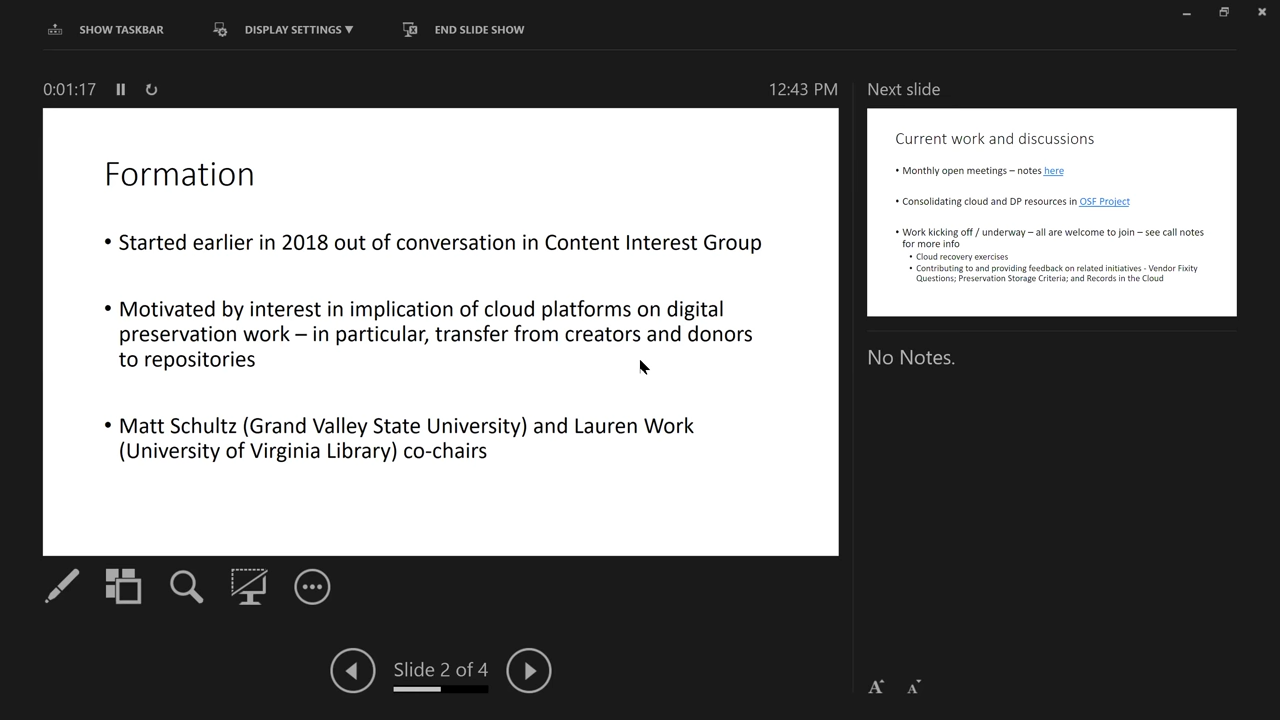 SHOW TASKBAR
DISPLAY SETTINGS ▼
END SLIDE SHOW
0:01:17
12:43 PM
Formation
• Started earlier in 2018 out of conversation in Content Interest Group
• Motivated by interest in implication of cloud platforms on digital
preservation work – in particular, transfer from creators and donors
to repositories
• Matt Schultz (Grand Valley State University) and Lauren Work
(University of Virginia Library) co-chairs
Slide 2 of 4
Next slide
Current work and discussions
• Monthly open meetings – notes here
• Consolidating cloud and DP resources in OSF Project
• Work kicking off / underway – all are welcome to join – see call notes
for more info
• Cloud recovery exercises
• Contributing to and providing feedback on related initiatives - Vendor Fixity
Questions; Preservation Storage Criteria; and Records in the Cloud
No Notes.
A A